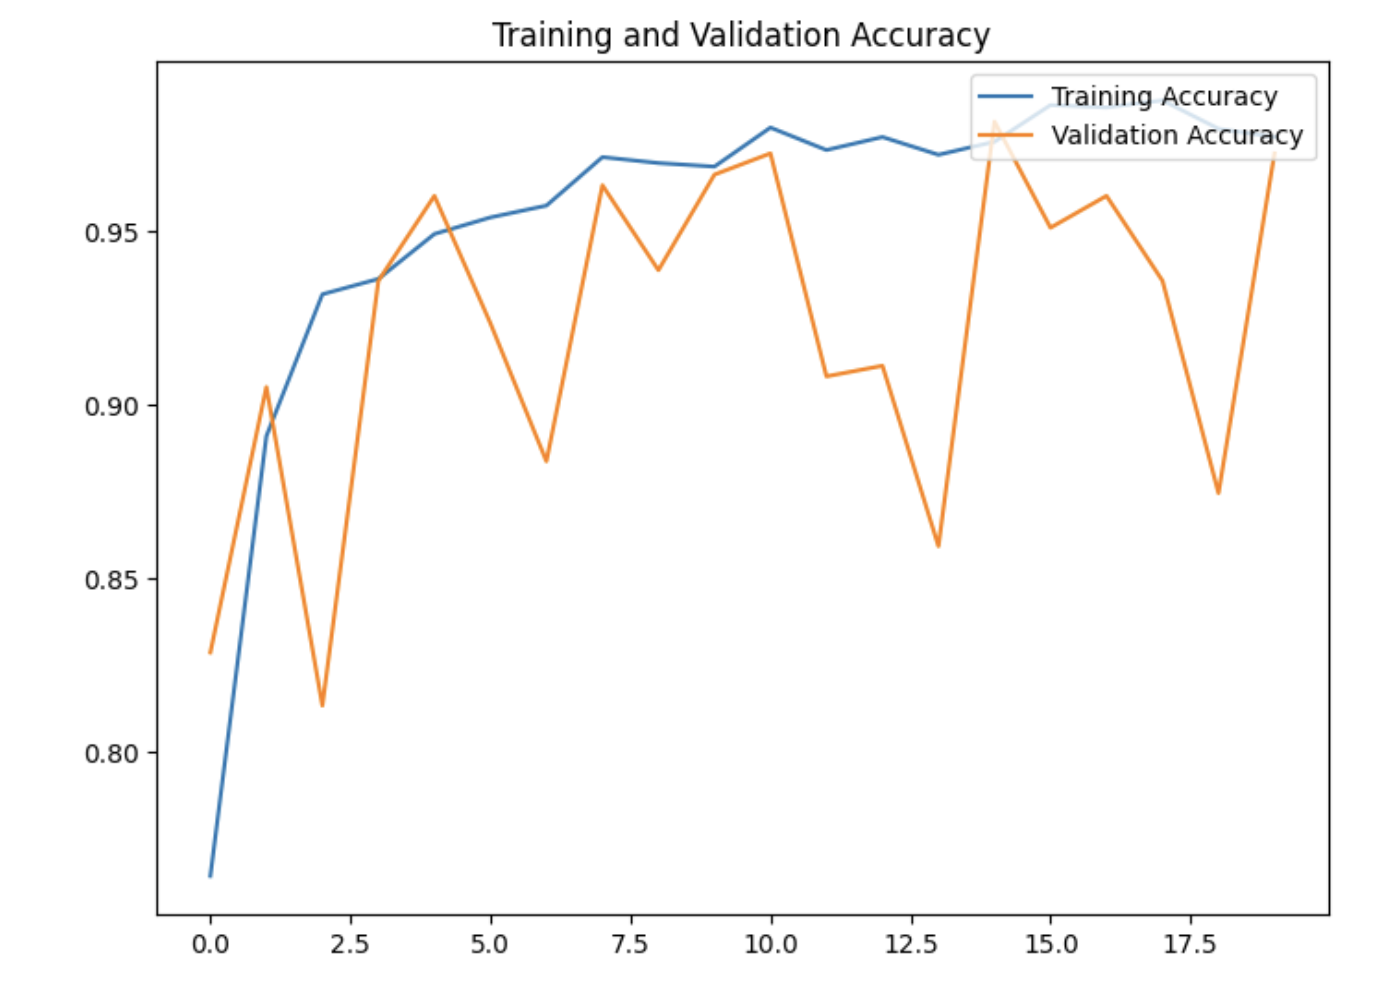 Training and Validation Accuracy
Training Accuracy
Validation Accuracy
0.95
0.90
0.85
0.80
0.0 2.5 5.0 7.5 10.0 12.5 15.0 17.5